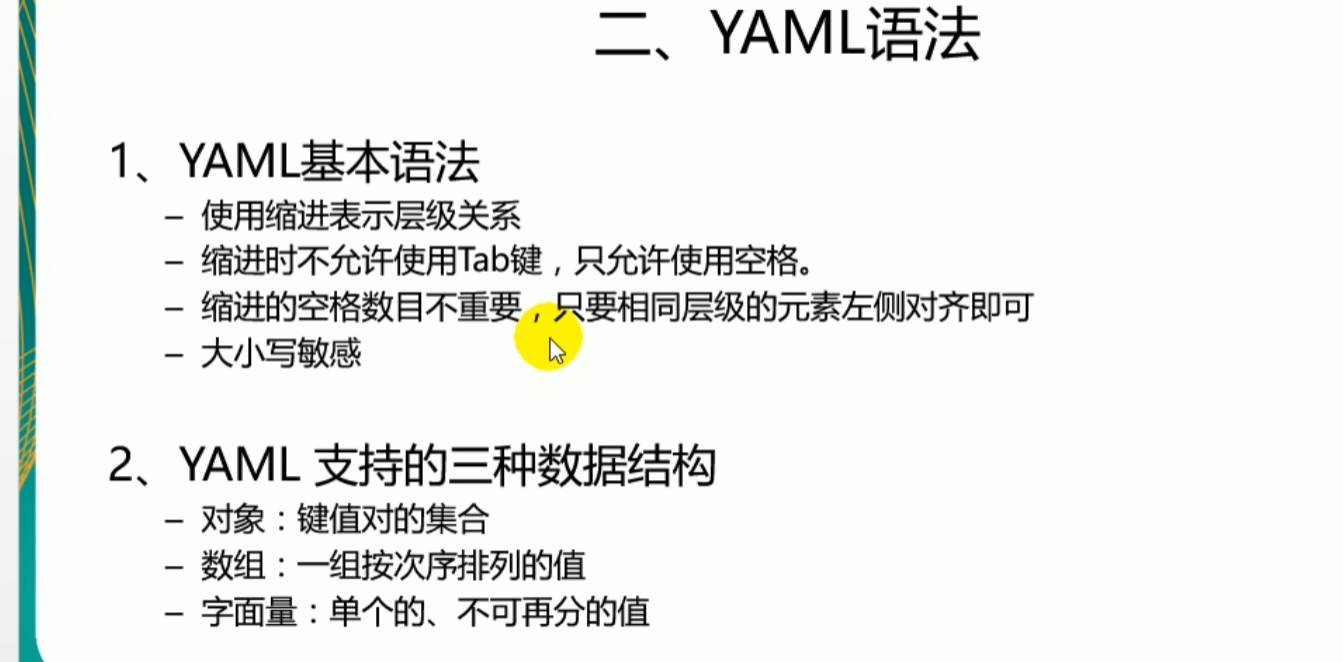 二、YAML语法
1、YAML基本语法
– 使用缩进表示层级关系
– 缩进时不允许使用Tab键，只允许使用空格。
– 缩进的空格数目不重要，只要相同层级的元素左侧对齐即可
– 大小写敏感
2、YAML 支持的三种数据结构
– 对象：键值对的集合
– 数组：一组按次序排列的值
– 字面量：单个的、不可再分的值